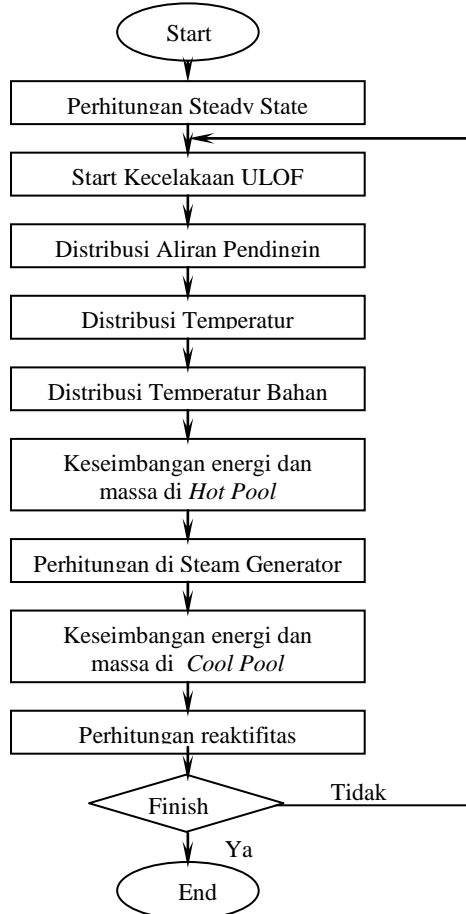 Start
Perhitungan Steady State
Start Kecelakaan ULOF
Distribusi Aliran Pendingin
Distribusi Temperatur
Distribusi Temperatur Bahan
Keseimbangan energi dan
massa di Hot Pool
Perhitungan di Steam Generator
Keseimbangan energi dan
massa di Cool Pool
Perhitungan reaktifitas
Finish
Tidak
Ya
End